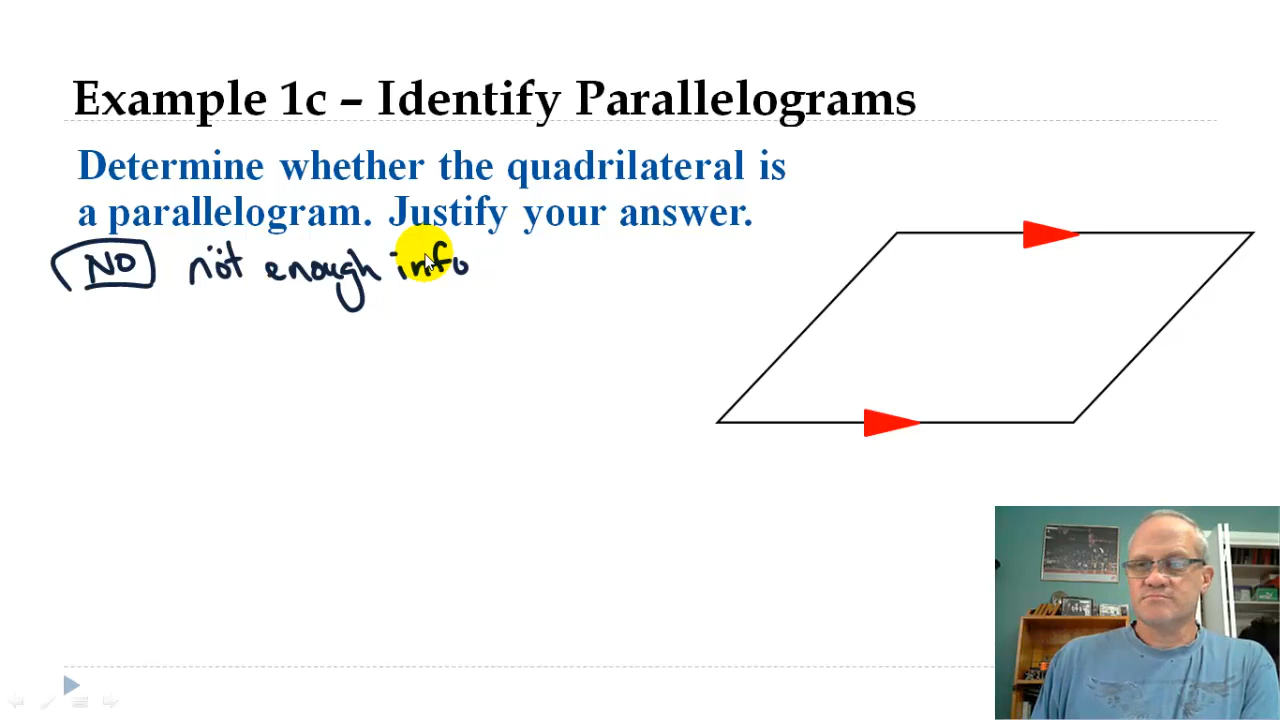 Example 1c – Identify Parallelograms
Determine whether the quadrilateral is
a parallelogram. Justify your answer.
NO not enough info